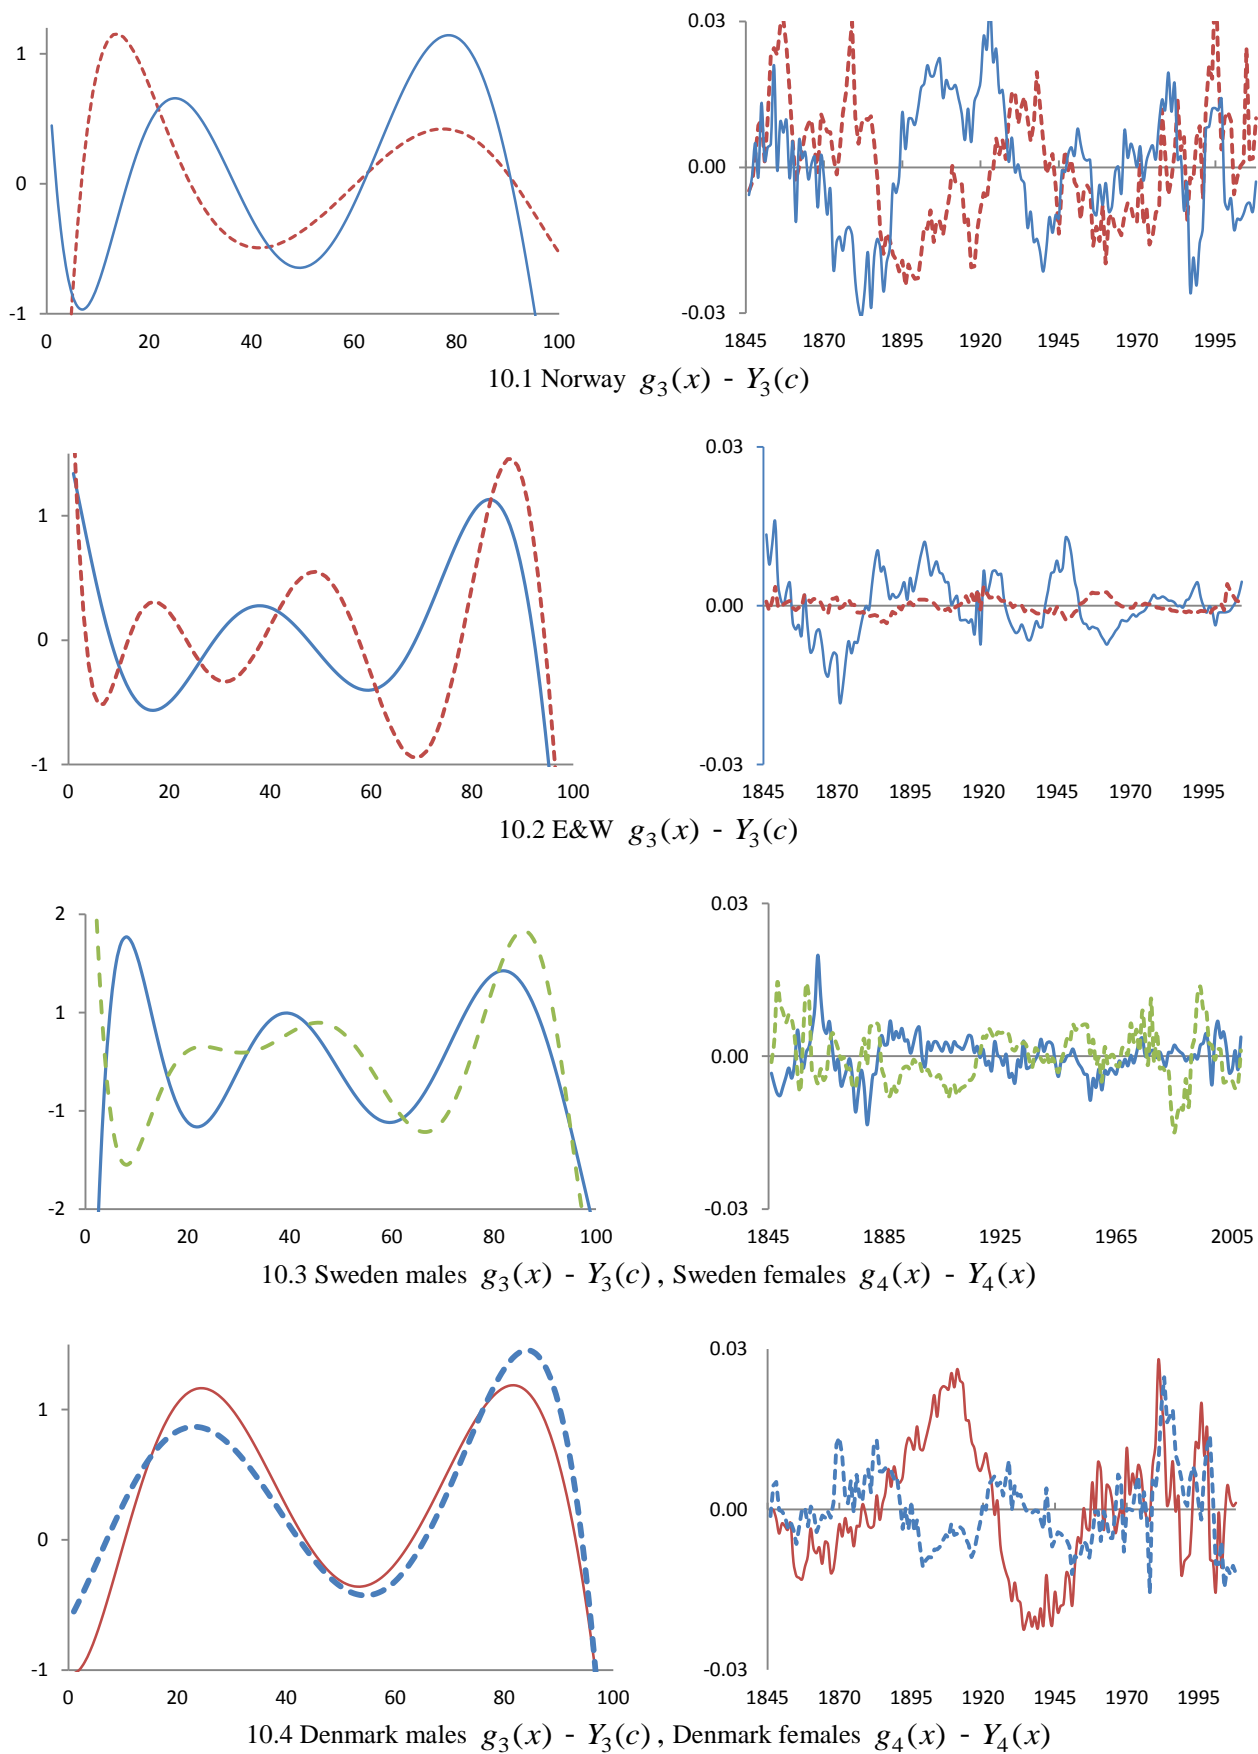 1
0
-1
0 20 40 60 80 100
0.03
0.00
-0.03
1845 1870 1895 1920 1945 1970 1995
10.1 Norway g3(x) - Y3(c)
1
0
-1
0 20 40 60 80 100
0.03
0.00
-0.03
1845 1870 1895 1920 1945 1970 1995
10.2 E&W g3(x) - Y3(c)
2
1
-1
-2
0 20 40 60 80 100
0.03
0.00
-0.03
1845 1885 1925 1965 2005
10.3 Sweden males g3(x) - Y3(c), Sweden females g4(x) - Y4(x)
1
0
-1
0 20 40 60 80 100
0.03
0.00
-0.03
1845 1870 1895 1920 1945 1970 1995
10.4 Denmark males g3(x) - Y3(c), Denmark females g4(x) - Y4(x)